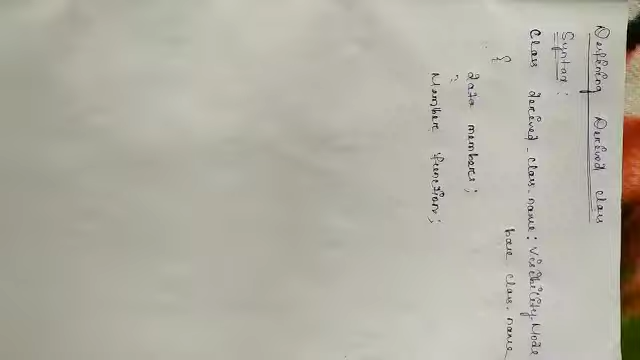 Defining Derived class
Syntax :
Class derived_class_name : Visibility_Mode
base class_name
{
data members ;
Member function ;